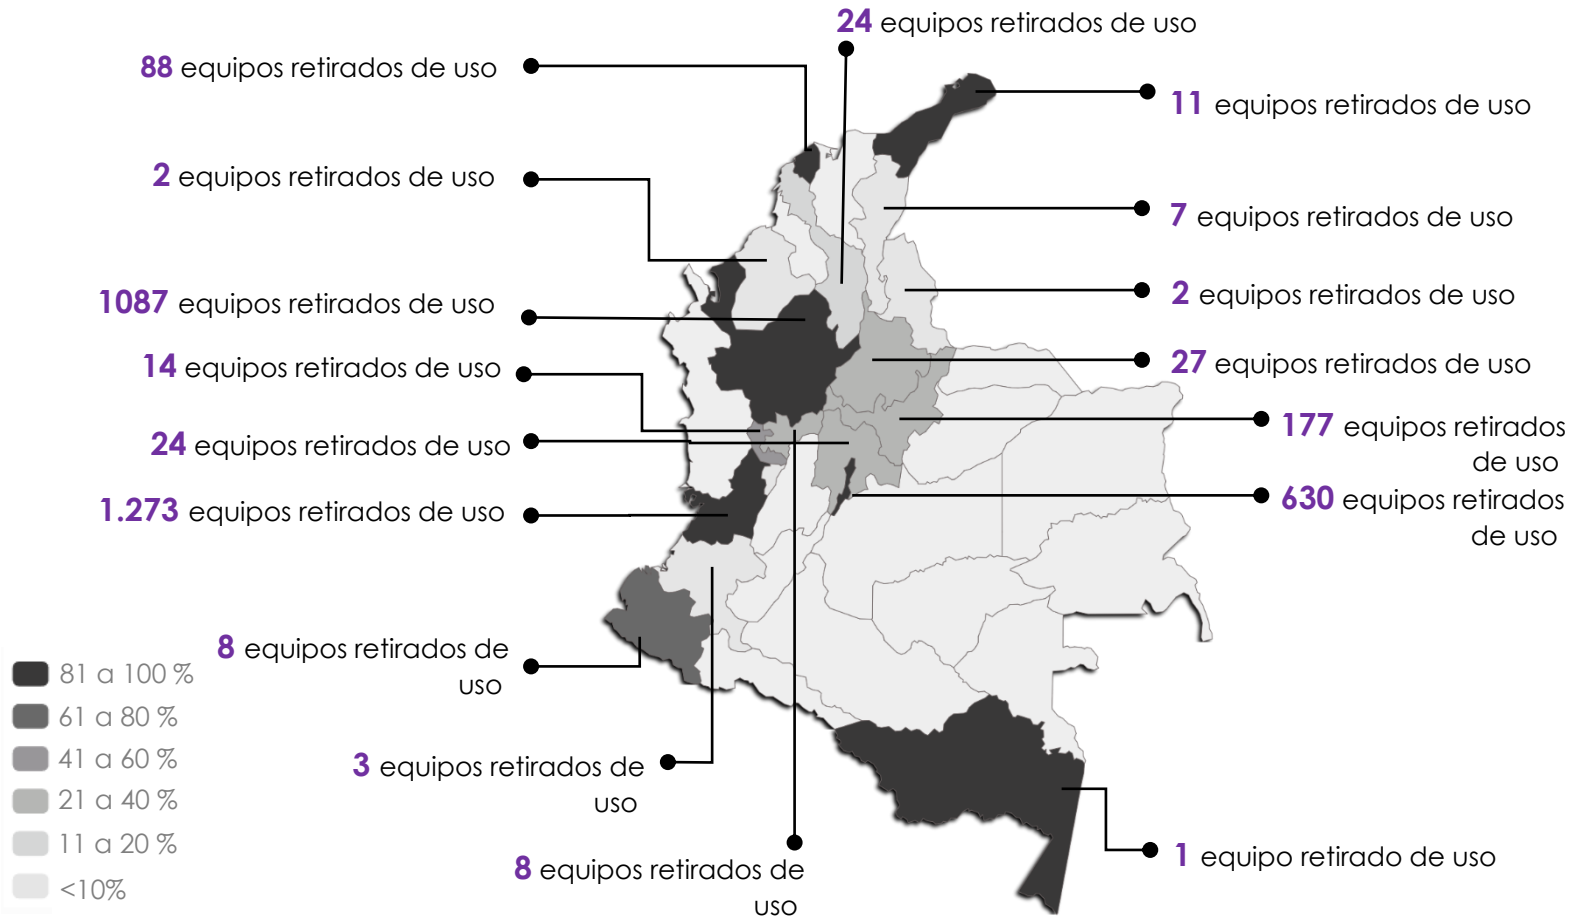 24 equipos retirados de uso
88 equipos retirados de uso
11 equipos retirados de uso
2 equipos retirados de uso
7 equipos retirados de uso
1087 equipos retirados de uso
2 equipos retirados de uso
14 equipos retirados de uso
27 equipos retirados de uso
24 equipos retirados de uso
177 equipos retirados
de uso
1.273 equipos retirados de uso
630 equipos retirados
de uso
8 equipos retirados de
uso
81 a 100 %
61 a 80 %
41 a 60 %
21 a 40 %
11 a 20 %
<10%
3 equipos retirados de
uso
8 equipos retirados de
uso
1 equipo retirado de uso